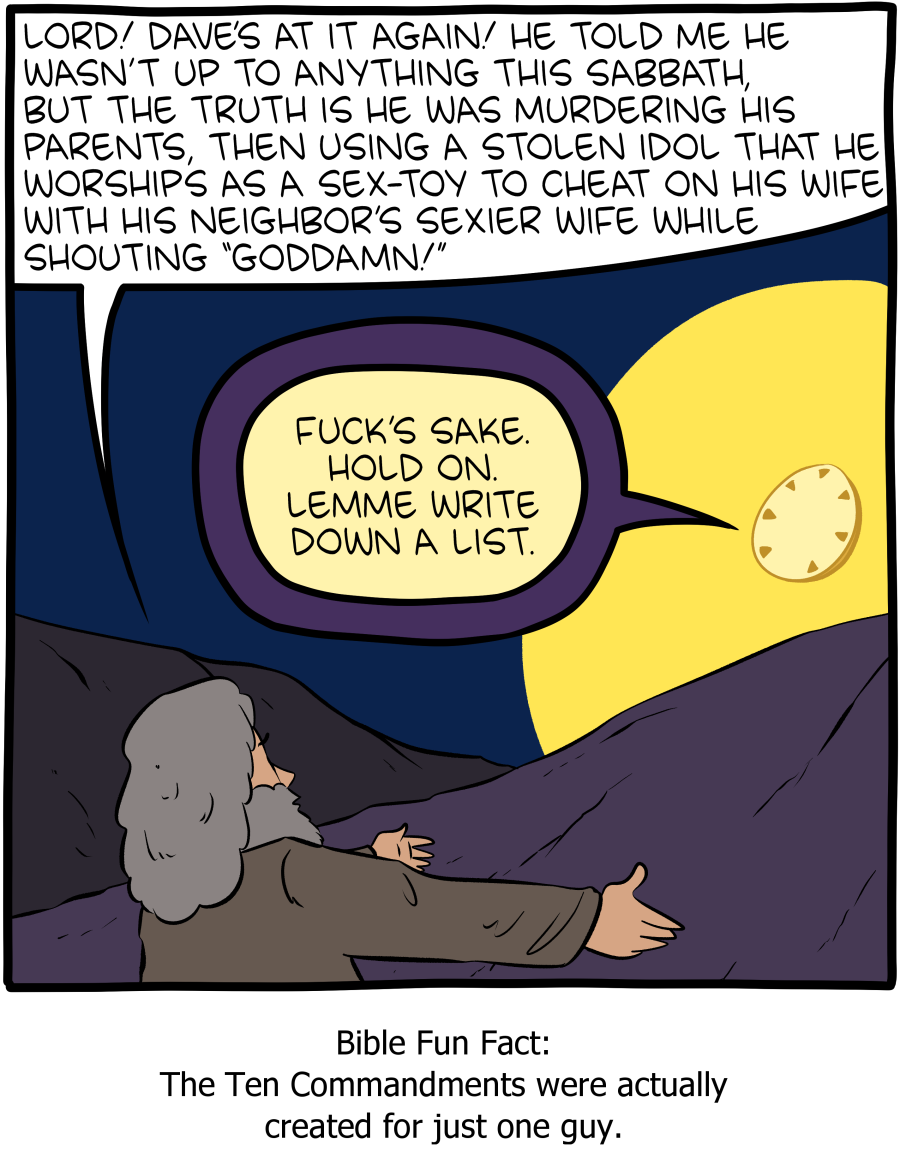 LORD! DAVE'S AT IT AGAIN! HE TOLD ME HE
WASN'T UP TO ANYTHING THIS SABBATH,
BUT THE TRUTH IS HE WAS MURDERING HIS
PARENTS, THEN USING A STOLEN IDOL THAT HE
WORSHIPS AS A SEX-TOY TO CHEAT ON HIS WIFE
WITH HIS NEIGHBOR'S SEXIER WIFE WHILE
SHOUTING "GODDAMN!"
FUCK'S SAKE.
HOLD ON.
LEMME WRITE
DOWN A LIST.
Bible Fun Fact:
The Ten Commandments were actually
created for just one guy.